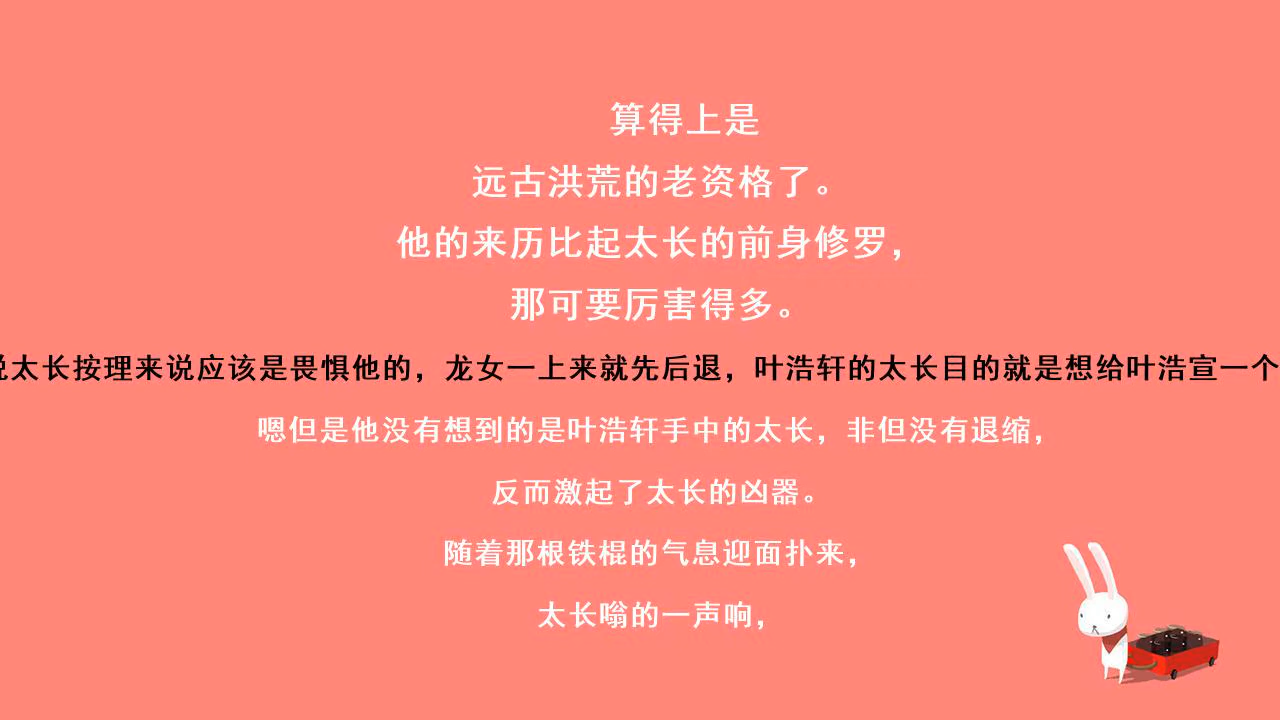 算得上是
远古洪荒的老资格了。
他的来历比起太长的前身修罗，
那可要厉害得多。
说太长按理来说应该是畏惧他的，龙女一上来就先后退，叶浩轩的太长目的就是想给叶浩宣一个
嗯但是他没有想到的是叶浩轩手中的太长，非但没有退缩，
反而激起了太长的凶器。
随着那根铁棍的气息迎面扑来，
太长嗡的一声响，